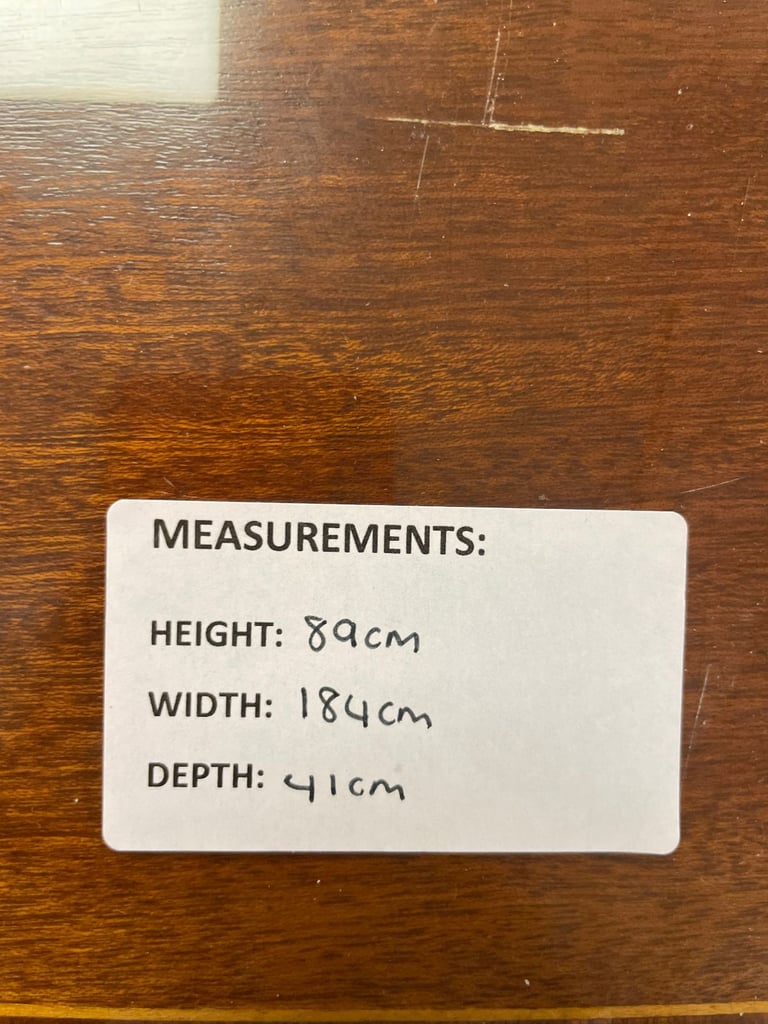 MEASUREMENTS:
HEIGHT: 89cm
WIDTH: 184cm
DEPTH: 41cm